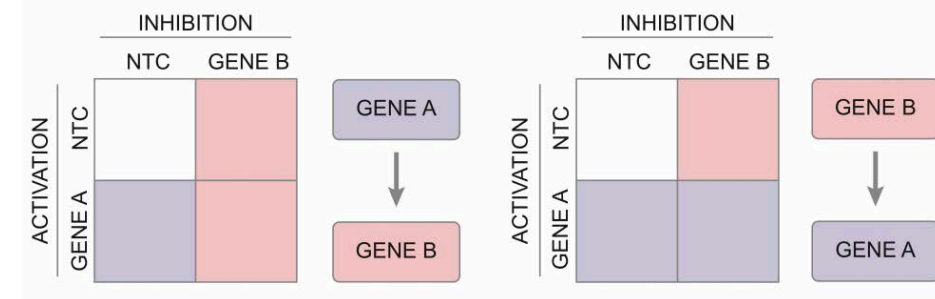 INHIBITION
NTC GENE B
ACTIVATION
NTC
GENE A
GENE A
GENE B
INHIBITION
NTC GENE B
ACTIVATION
NTC
GENE A
GENE B
GENE A